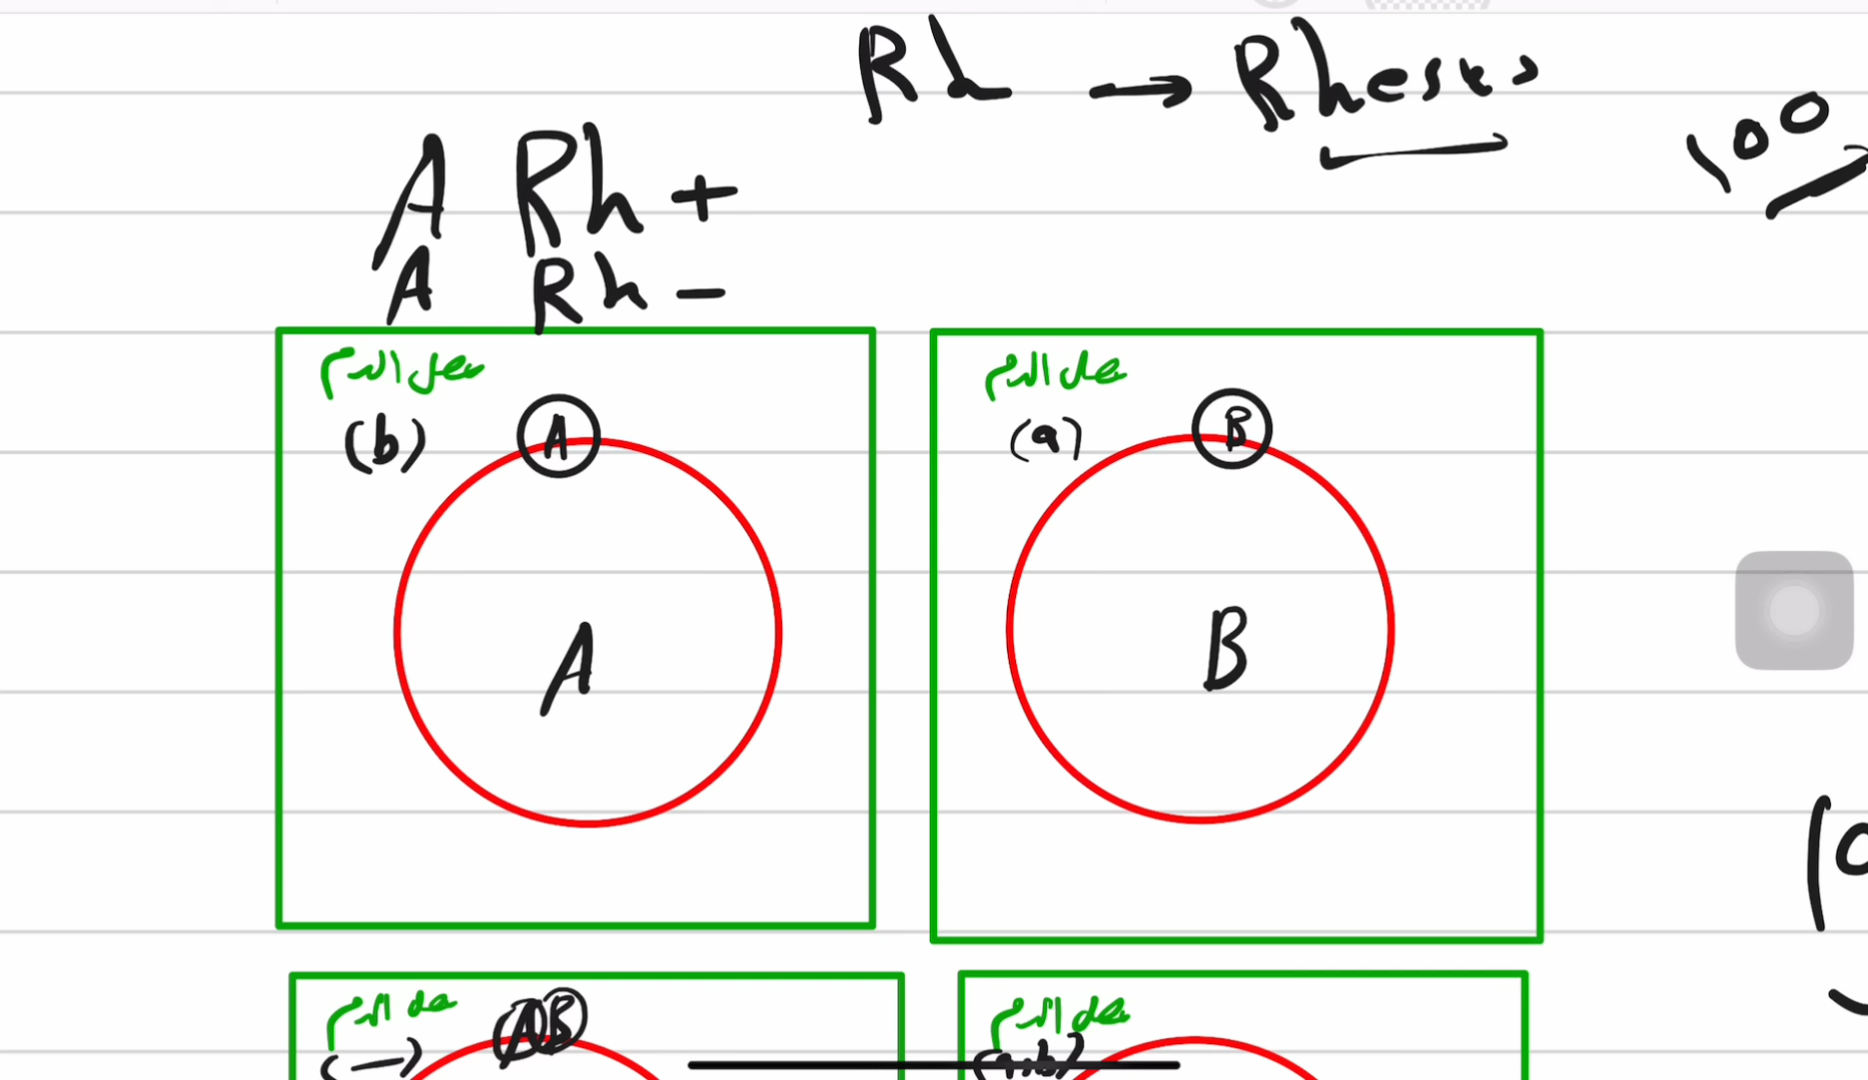 Rh → Rhesus
100
A Rh +
A Rh -
مصل الدم
(b)
A
A
مصل الدم
(a)
B
B
مصل الدم
(—)
AB
مصل الدم
(a,b)